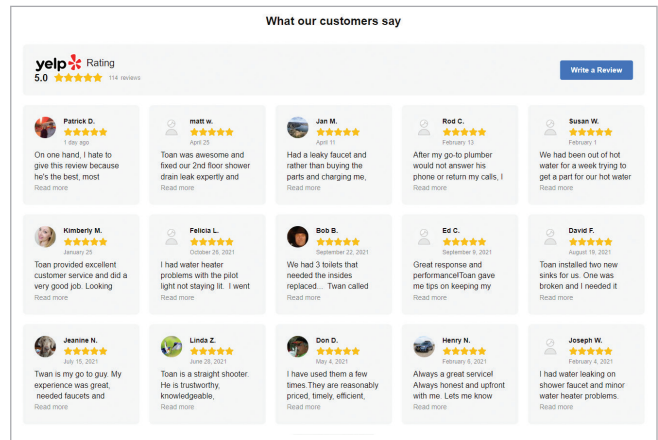 What our customers say
yelp Rating
5.0 114 reviews
Write a Review
Patrick D.
1 day ago
On one hand, I hate to
give this review because
he's the best, most
Read more
matt w.
April 25
Toan was awesome and
fixed our 2nd floor shower
drain leak expertly and
Read more
Jan M.
April 11
Had a leaky faucet and
rather than buying the
parts and charging me,
Read more
Rod C.
February 13
After my go-to plumber
would not answer his
phone or return my calls, I
Read more
Susan W.
February 1
We had been out of hot
water for a week trying to
get a part for our hot water
Read more
Kimberly M.
January 25
Toan provided excellent
customer service and did a
very good job. Looking
Read more
Felicia L.
October 28, 2021
I had water heater
problems with the pilot
light not staying lit. I went
Read more
Bob B.
September 22, 2021
We had 3 toilets that
needed the insides
replaced... Twan called
Read more
Ed C.
September 9, 2021
Great response and
performance!Toan gave
me tips on keeping my
Read more
David F.
August 19, 2021
Toan installed two new
sinks for us. One was
broken and I needed it
Read more
Jeanine N.
July 15, 2021
Twan is my go to guy. My
experience was great,
needed faucets and
Read more
Linda Z.
June 28, 2021
Toan is a straight shooter.
He is trustworthy,
knowledgeable,
Read more
Don D.
May 4, 2021
I have used them a few
times.They are reasonably
priced, timely, efficient,
Read more
Henry N.
February 6, 2021
Always a great service!
Always honest and upfront
with me. Lets me know
Read more
Joseph W.
February 4, 2021
I had water leaking on
shower faucet and minor
water heater problems.
Read more